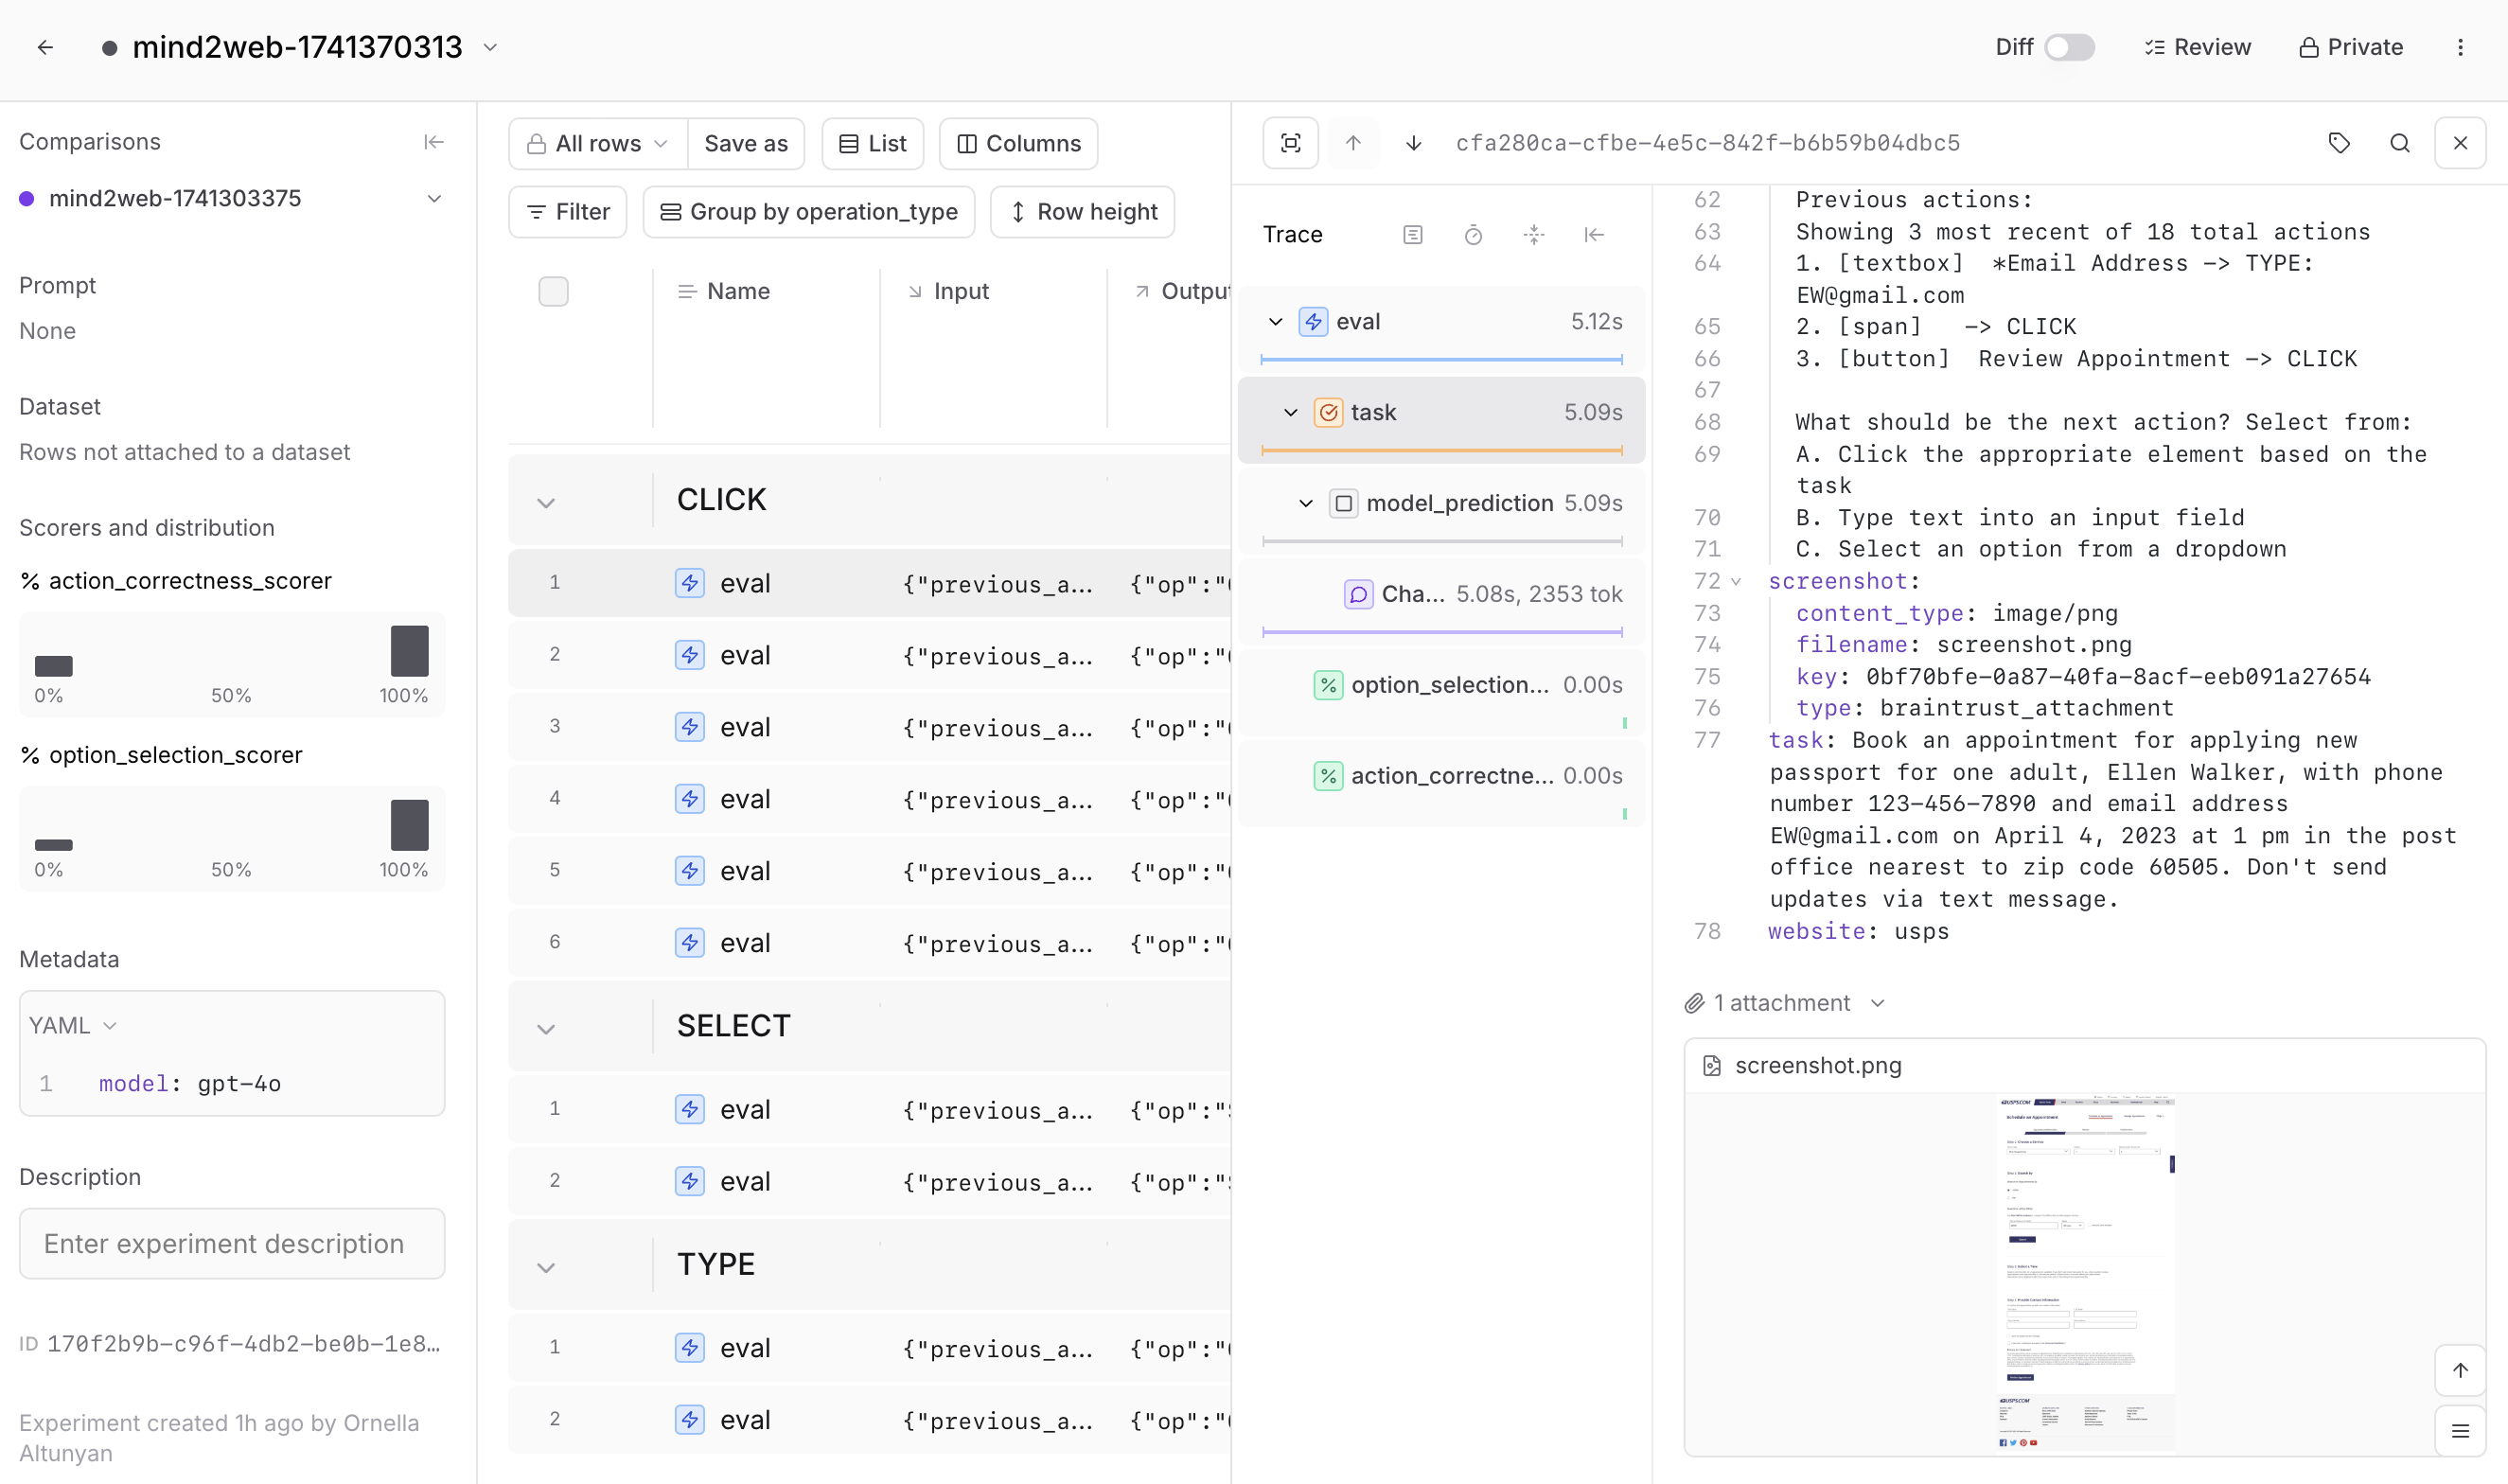 mind2web-1741370313
Diff
Review
Private
Comparisons
mind2web-1741303375
Prompt
None
Dataset
Rows not attached to a dataset
Scorers and distribution
% action_correctness_scorer
0% 50% 100%
% option_selection_scorer
0% 50% 100%
Metadata
YAML
1 model: gpt-4o
Description
Enter experiment description
ID 170f2b9b-c96f-4db2-be0b-1e8…
Experiment created 1h ago by Ornella
Altunyan
All rows Save as List Columns
Filter Group by operation_type Row height
Name Input Output
CLICK
1 eval {"previous_a... {"op":"
2 eval {"previous_a... {"op":"
3 eval {"previous_a... {"op":"
4 eval {"previous_a... {"op":"
5 eval {"previous_a... {"op":"
6 eval {"previous_a... {"op":"
SELECT
1 eval {"previous_a... {"op":"
2 eval {"previous_a... {"op":"
TYPE
1 eval {"previous_a... {"op":"
2 eval {"previous_a... {"op":"
cfa280ca-cfbe-4e5c-842f-b6b59b04dbc5
Trace
eval 5.12s
task 5.09s
model_prediction 5.09s
Cha... 5.08s, 2353 tok
option_selection... 0.00s
action_correctne... 0.00s
62 Previous actions:
63 Showing 3 most recent of 18 total actions
64 1. [textbox]  *Email Address -> TYPE:
EW@gmail.com
65 2. [span]   -> CLICK
66 3. [button]  Review Appointment -> CLICK
67
68 What should be the next action? Select from:
69 A. Click the appropriate element based on the
task
70 B. Type text into an input field
71 C. Select an option from a dropdown
72 screenshot:
73 content_type: image/png
74 filename: screenshot.png
75 key: 0bf70bfe-0a87-40fa-8acf-eeb091a27654
76 type: braintrust_attachment
77 task: Book an appointment for applying new
passport for one adult, Ellen Walker, with phone
number 123-456-7890 and email address
EW@gmail.com on April 4, 2023 at 1 pm in the post
office nearest to zip code 60505. Don't send
updates via text message.
78 website: usps
1 attachment
screenshot.png
USPS.COM
Schedule an Appointment
USPS.COM